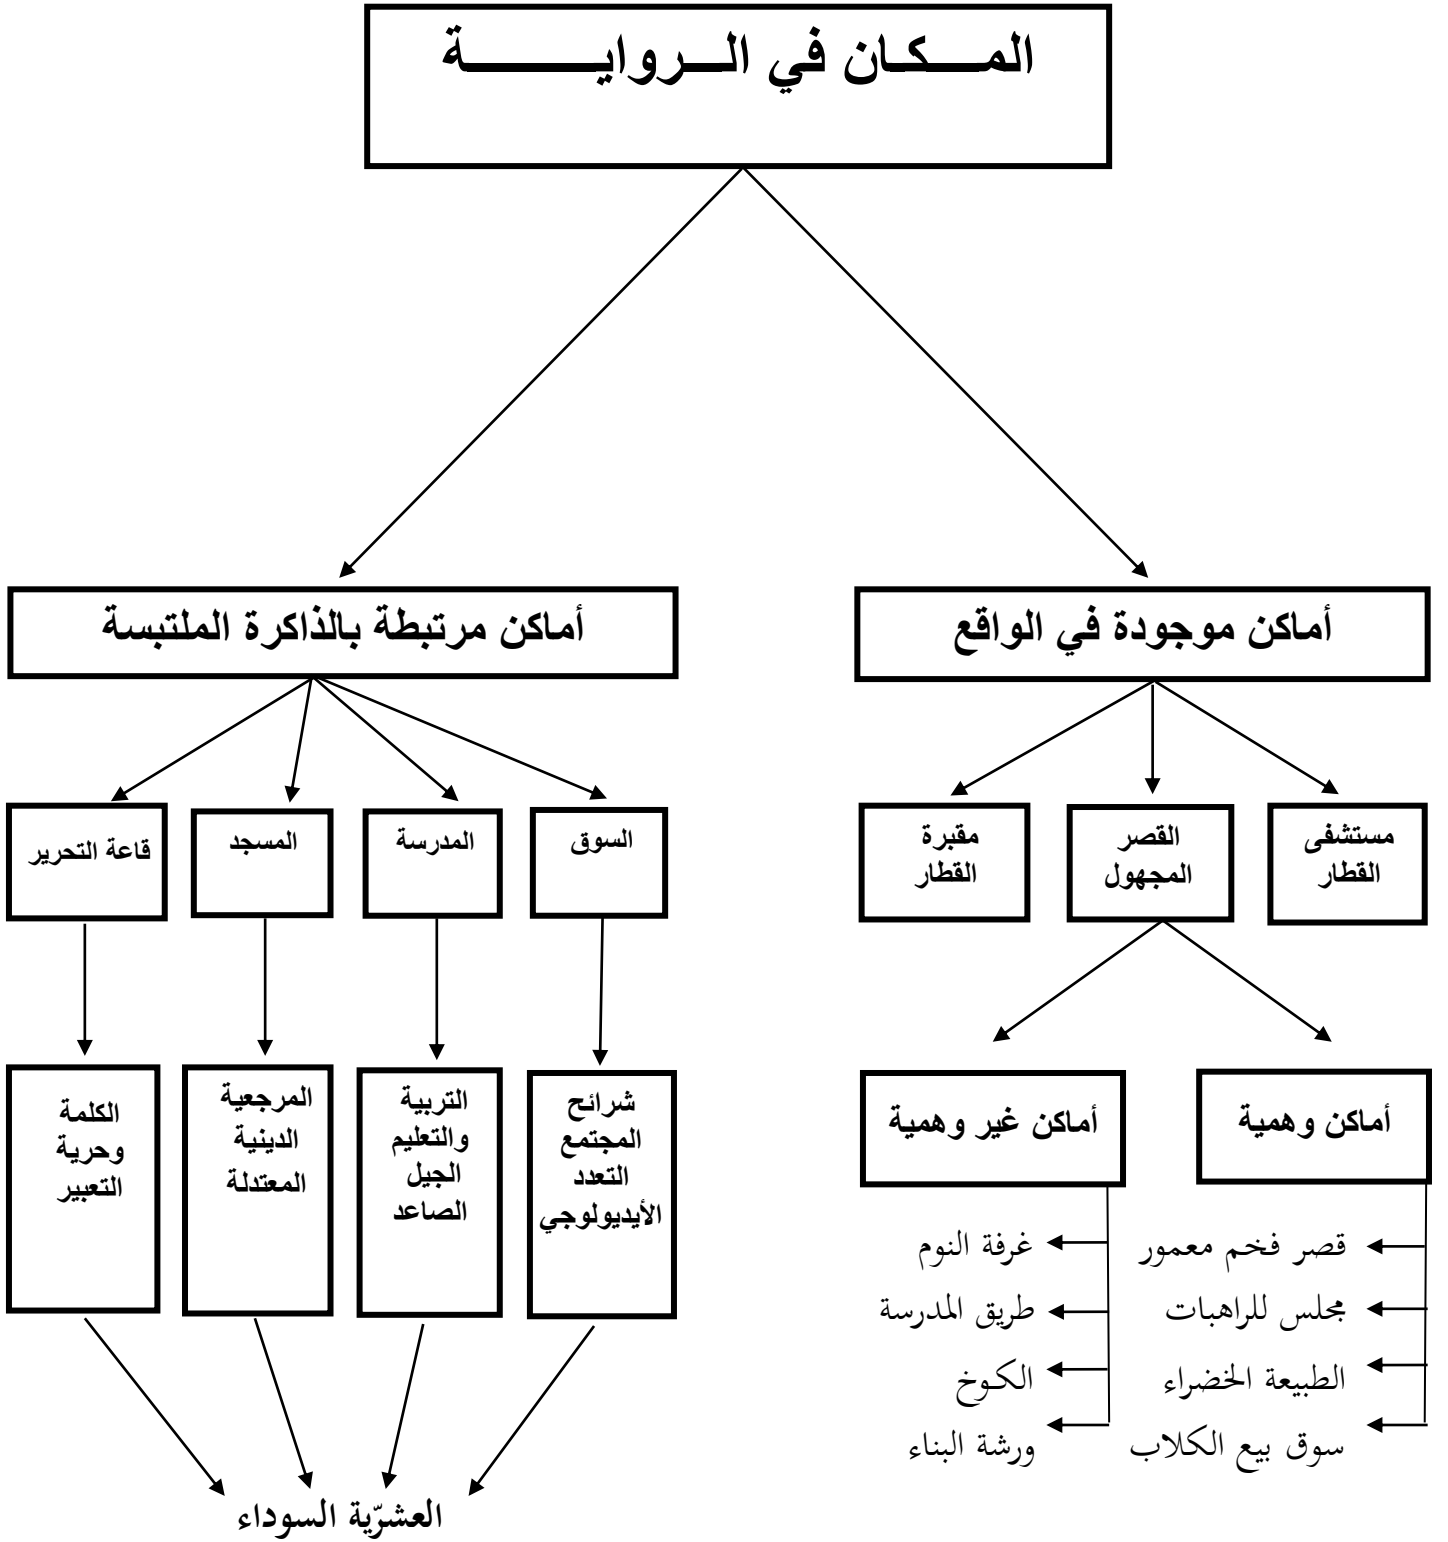 المـــكـان في الـــروايـــــــة
أماكن موجودة في الواقع
أماكن مرتبطة بالذاكرة الملتبسة
مستشفى
القطار
القصر
المجهول
مقبرة
القطار
السوق
المدرسة
المسجد
قاعة التحرير
أماكن وهمية
أماكن غير وهمية
شرائح
المجتمع
التعدد
الأيديولوجي
التربية
والتعليم
الجيل
الصاعد
المرجعية
الدينية
المعتدلة
الكلمة
وحرية
التعبير
قصر فخم معمور
مجلس للراهبات
الطبيعة الخضراء
سوق بيع الكلاب
غرفة النوم
طريق المدرسة
الكوخ
ورشة البناء
العشرّية السوداء